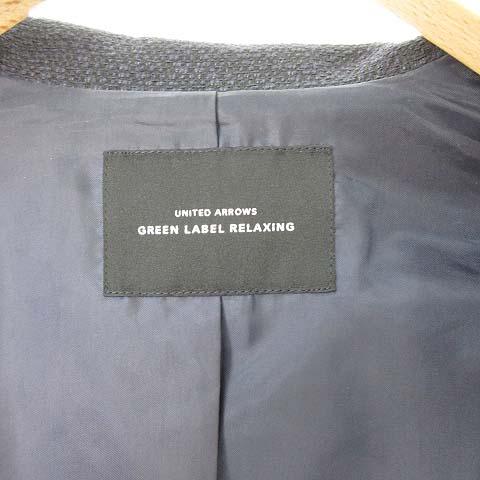 UNITED ARROWS
GREEN LABEL RELAXING